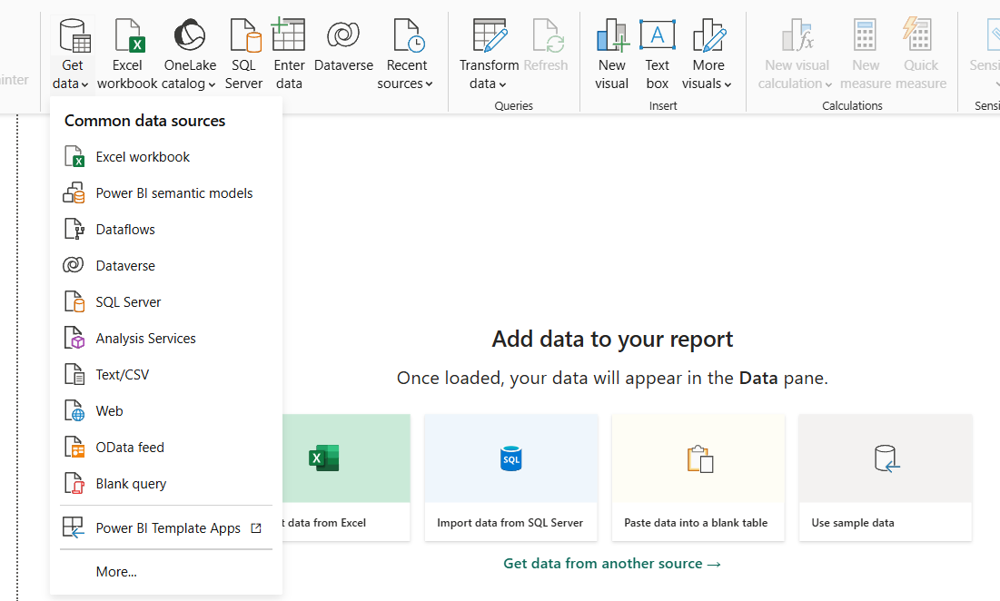 Get data
Excel workbook
OneLake catalog
SQL Server
Enter data
Dataverse
Recent sources
Transform data
Refresh
New visual
Text box
More visuals
New visual calculation
New measure
Quick measure
Queries
Insert
Calculations
Common data sources
Excel workbook
Power BI semantic models
Dataflows
Dataverse
SQL Server
Analysis Services
Text/CSV
Web
OData feed
Blank query
Power BI Template Apps
More...
Add data to your report
Once loaded, your data will appear in the Data pane.
data from Excel
SQL
Import data from SQL Server
Paste data into a blank table
Use sample data
Get data from another source →